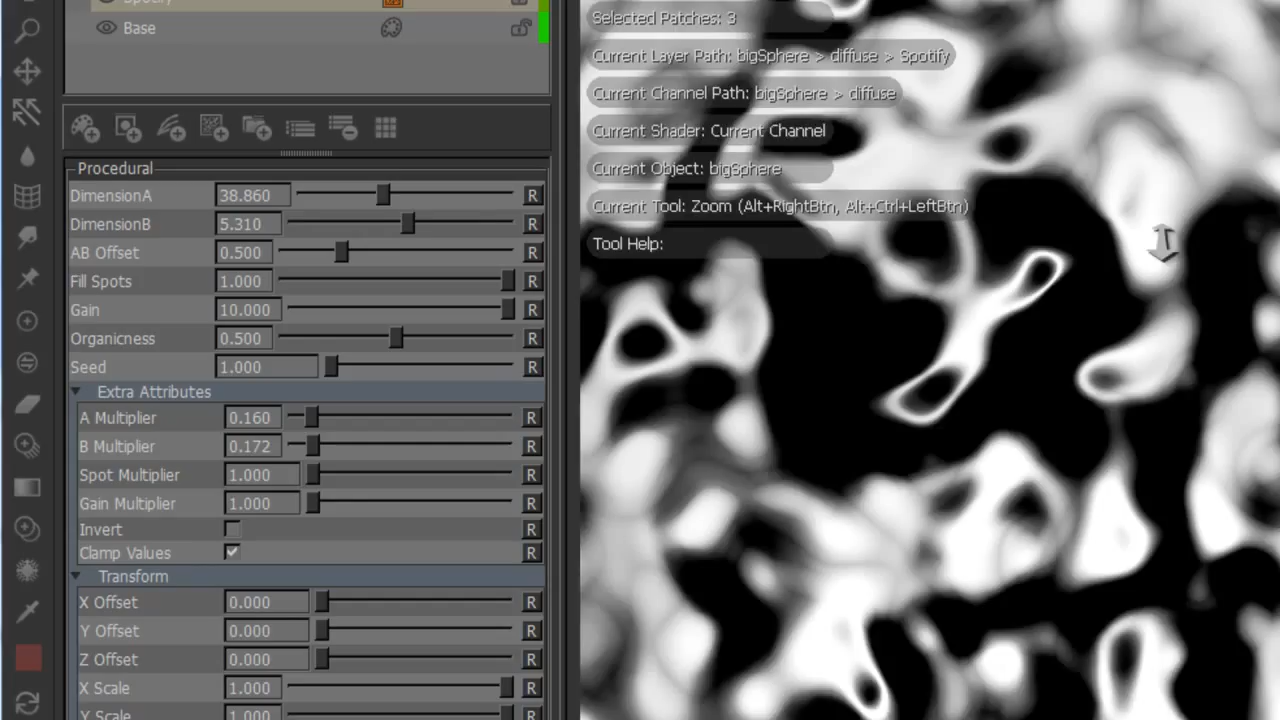 Spotify
Base
Procedural
DimensionA 38.860 R
DimensionB 5.310 R
AB Offset 0.500 R
Fill Spots 1.000 R
Gain 10.000 R
Organicness 0.500 R
Seed 1.000 R
Extra Attributes
A Multiplier 0.160 R
B Multiplier 0.172 R
Spot Multiplier 1.000 R
Gain Multiplier 1.000 R
Invert R
Clamp Values R
Transform
X Offset 0.000 R
Y Offset 0.000 R
Z Offset 0.000 R
X Scale 1.000 R
Y Scale 1.000 R
Selected Patches: 3
Current Layer Path: bigSphere > diffuse > Spotify
Current Channel Path: bigSphere > diffuse
Current Shader: Current Channel
Current Object: bigSphere
Current Tool: Zoom (Alt+RightBtn, Alt+Ctrl+LeftBtn)
Tool Help: